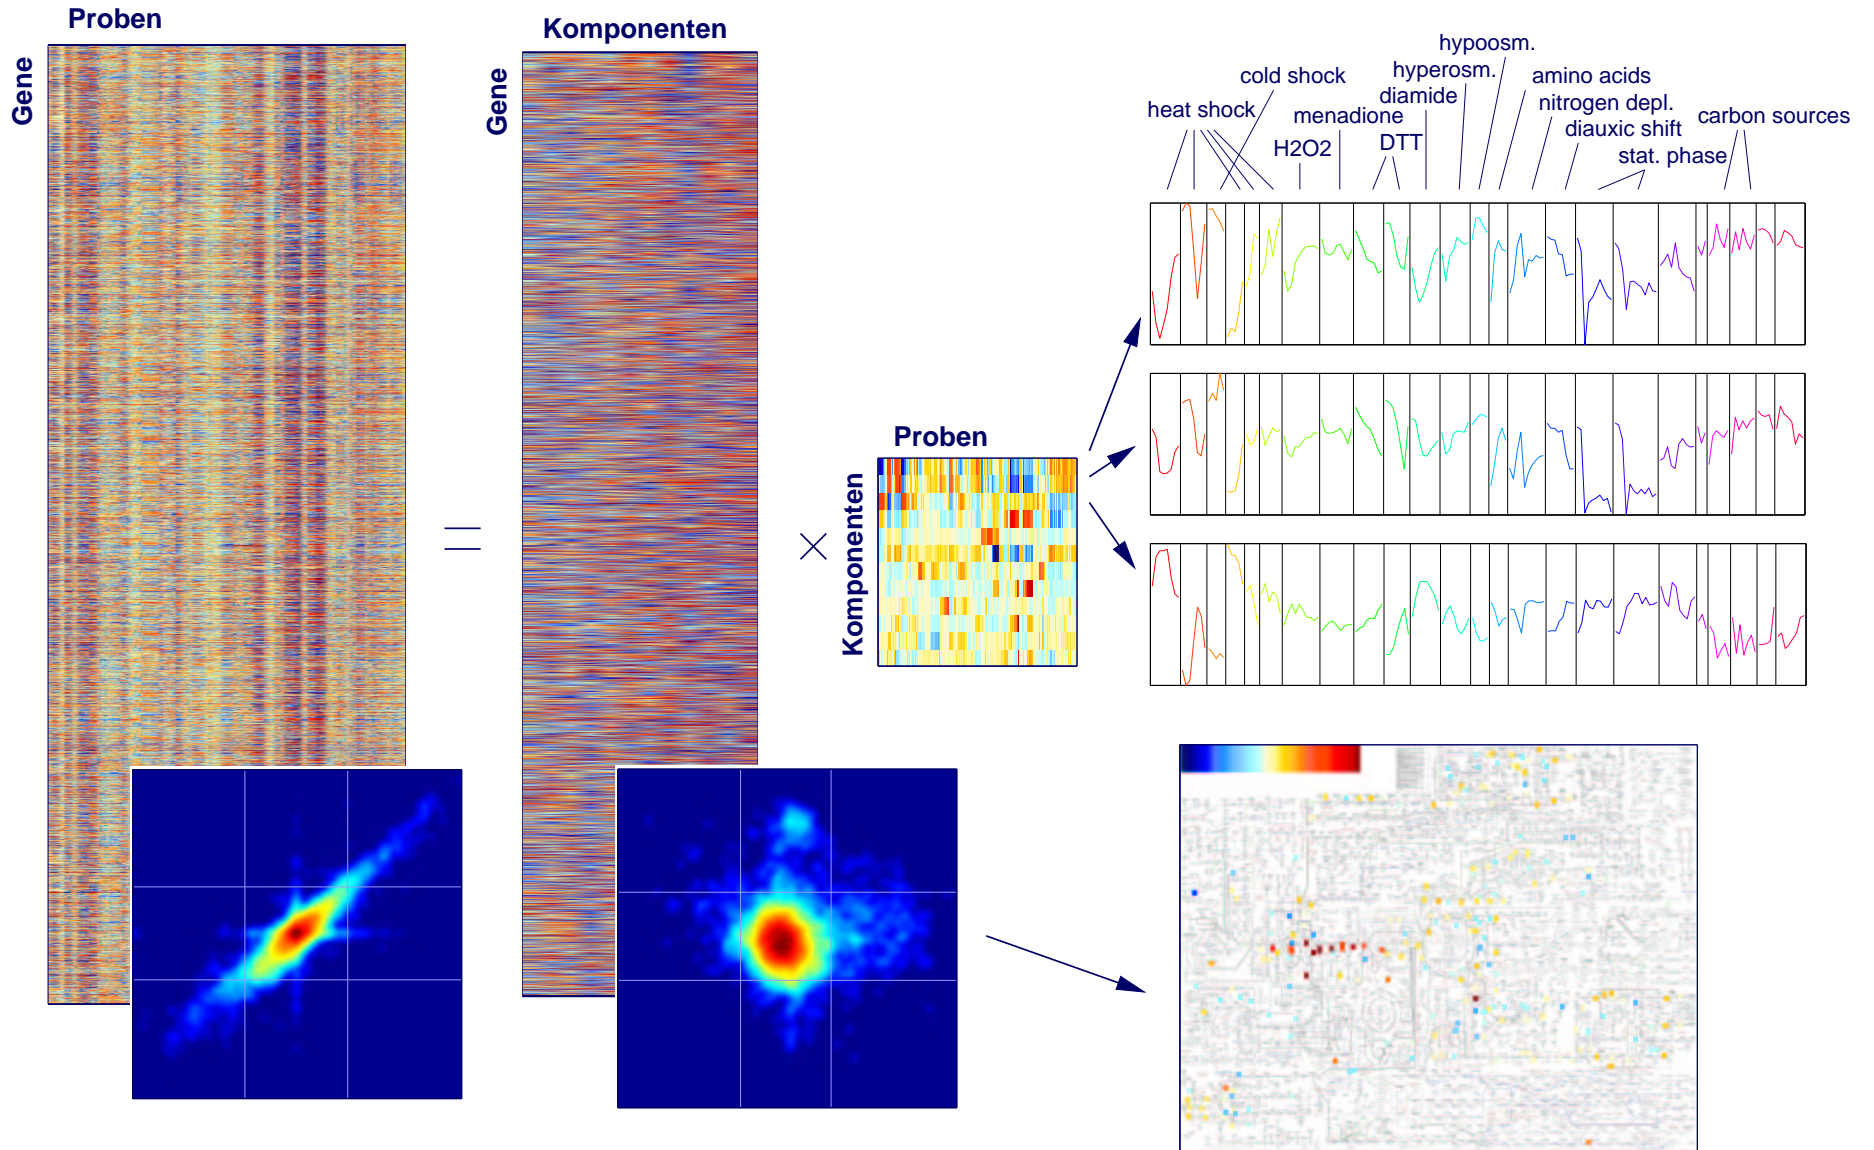 Proben
Gene
=
Komponenten
Gene
×
Proben
Komponenten
hypoosm.
hyperosm.
cold shock
amino acids
diamide
nitrogen depl.
heat shock
menadione
carbon sources
diauxic shift
H2O2
DTT
stat. phase